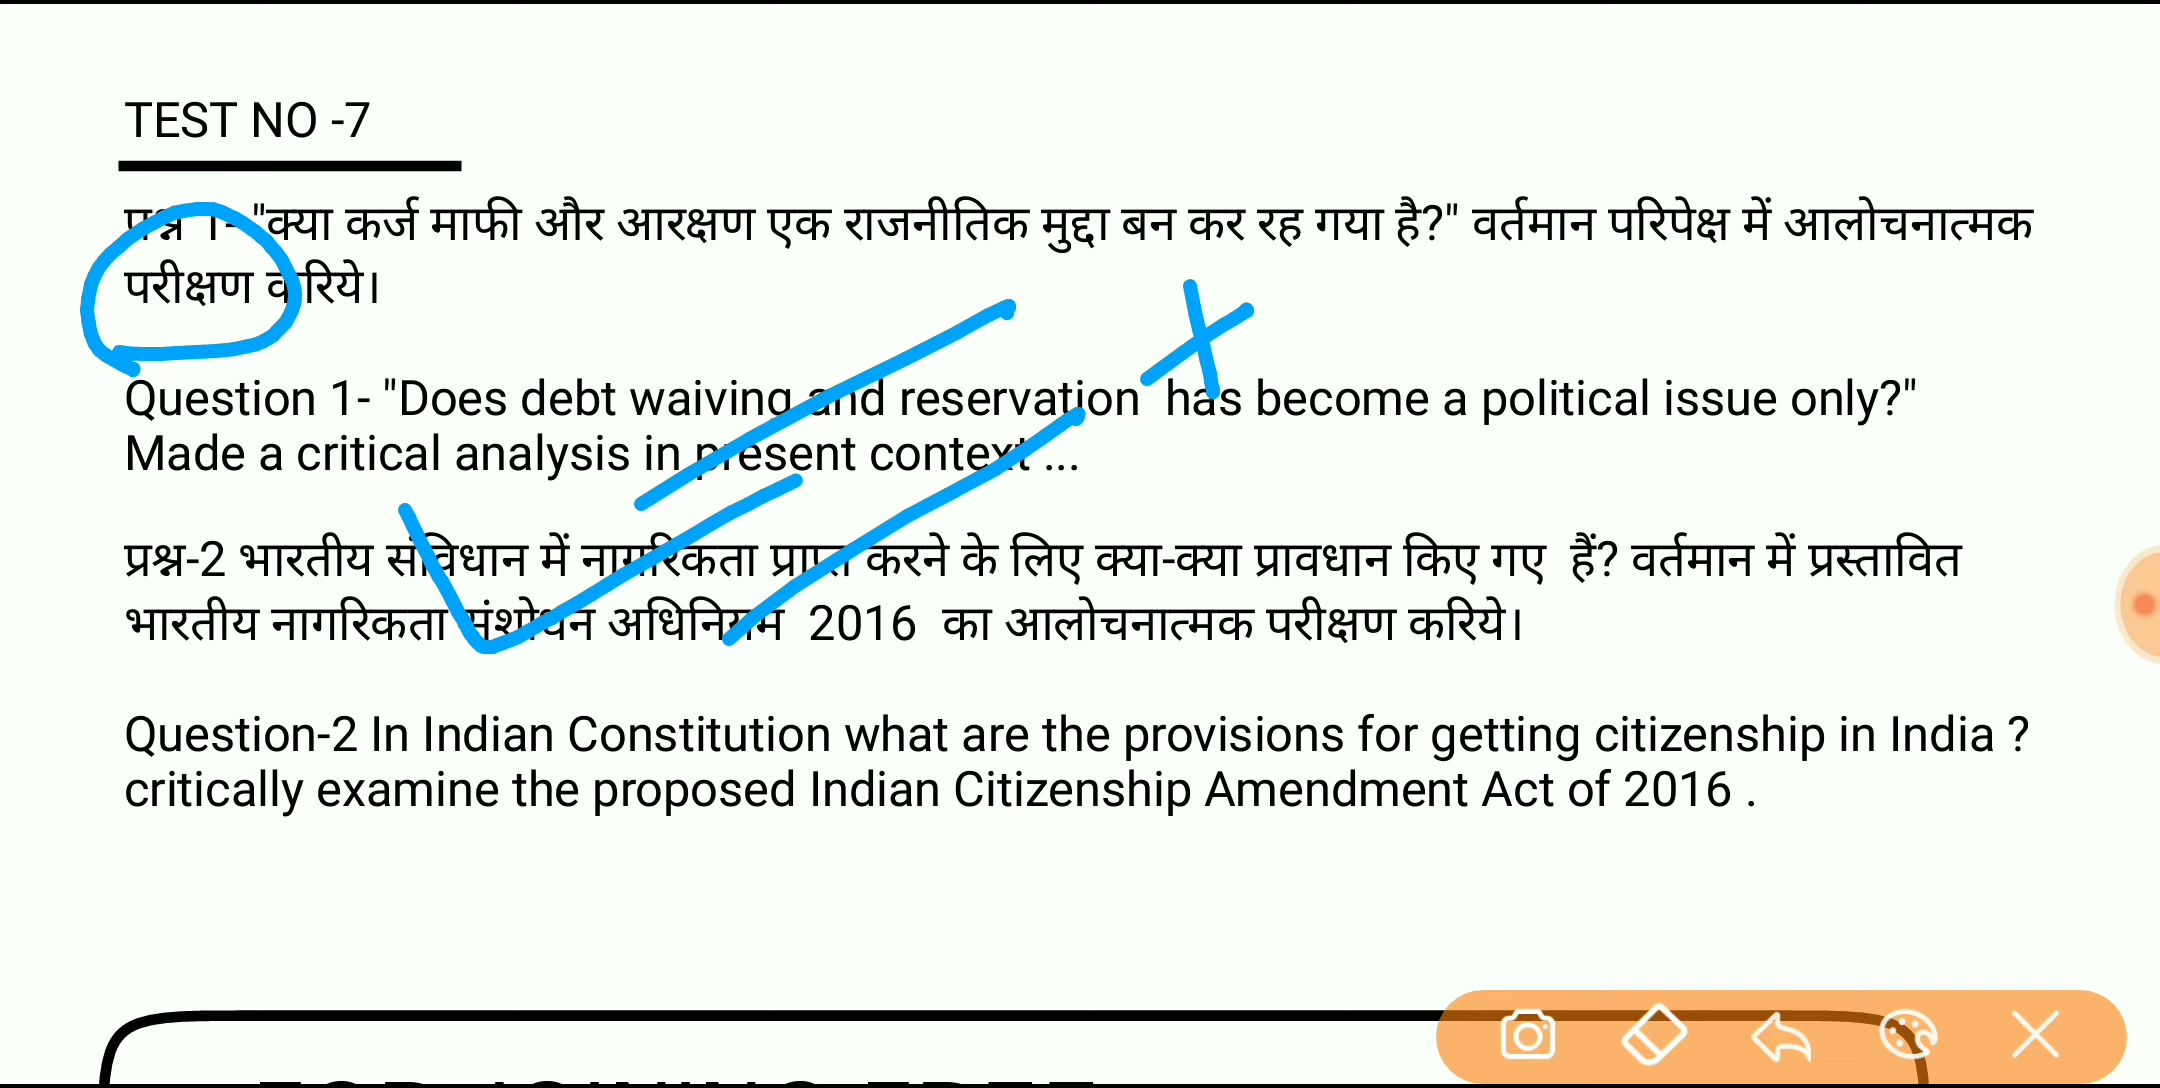 TEST NO -7
प्रश्न 1- "क्या कर्ज माफी और आरक्षण एक राजनीतिक मुद्दा बन कर रह गया है?" वर्तमान परिपेक्ष में आलोचनात्मक
परीक्षण करिये।
Question 1- "Does debt waiving and reservation has become a political issue only?"
Made a critical analysis in present context ...
प्रश्न-2 भारतीय संविधान में नागरिकता प्राप्त करने के लिए क्या-क्या प्रावधान किए गए हैं? वर्तमान में प्रस्तावित
भारतीय नागरिकता संशोधन अधिनियम 2016 का आलोचनात्मक परीक्षण करिये।
Question-2 In Indian Constitution what are the provisions for getting citizenship in India ?
critically examine the proposed Indian Citizenship Amendment Act of 2016 .